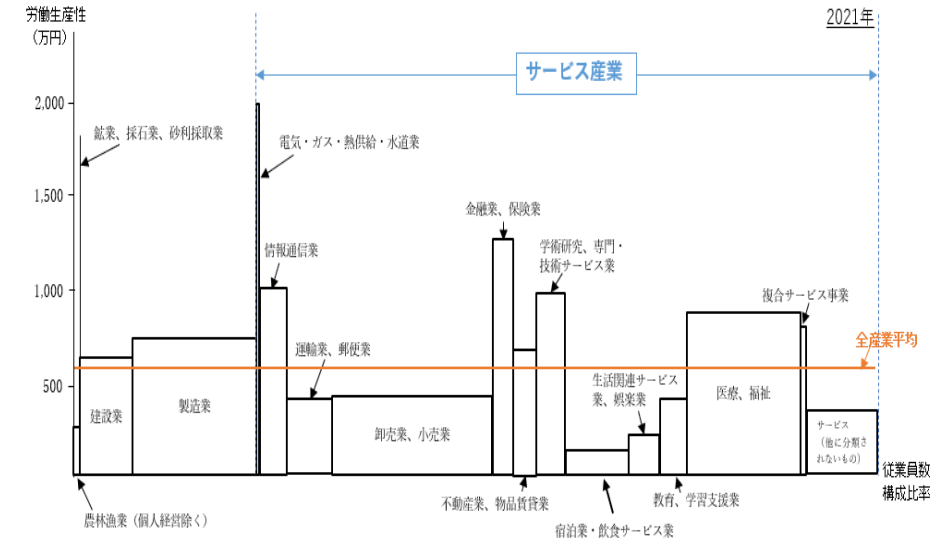 労働生産性
（万円）
2021年
サービス産業
2,000
鉱業、採石業、砂利採取業
電気・ガス・熱供給・水道業
1,500
金融業、保険業
学術研究、専門・
技術サービス業
情報通信業
1,000
複合サービス事業
全産業平均
運輸業、郵便業
500
生活関連サービス
業、娯楽業
医療、福祉
建設業
製造業
卸売業、小売業
サービス
（他に分類さ
れないもの）
従業員数
構成比率
不動産業、物品賃貸業
教育、学習支援業
農林漁業（個人経営除く）
宿泊業・飲食サービス業